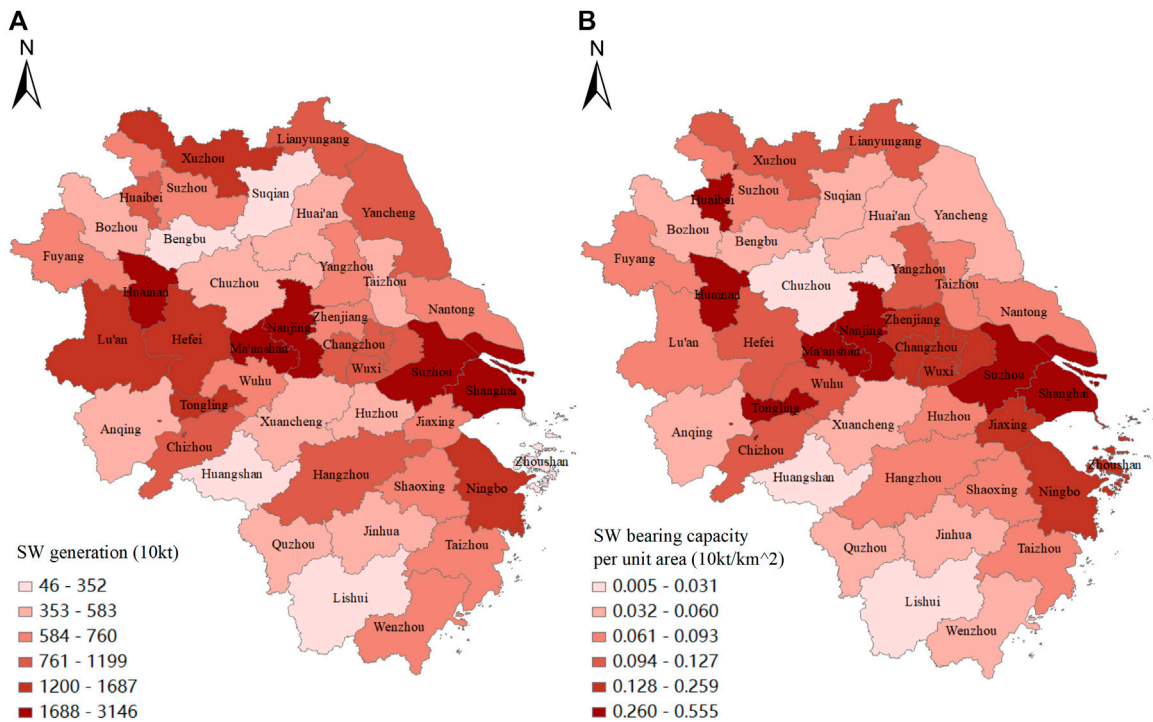 A
N
Xuzhou
Lianyungang
Suzhou
Huaibei
Suqian
Huai'an
Yancheng
Bozhou
Bengbu
Fuyang
Huainan
Chuzhou
Yangzhou
Taizhou
Nantong
Nanjing
Zhenjiang
Lu'an
Hefei
Ma'anshan
Changzhou
Wuxi
Suzhou
Shanghai
Wuhu
Tongling
Xuancheng
Huzhou
Jiaxing
Anqing
Chizhou
Huangshan
Hangzhou
Shaoxing
Ningbo
Zhoushan
Quzhou
Jinhua
Taizhou
Lishui
Wenzhou
SW generation (10kt)
46 - 352
353 - 583
584 - 760
761 - 1199
1200 - 1687
1688 - 3146
B
N
Xuzhou
Lianyungang
Huaibei
Suzhou
Suqian
Huai'an
Yancheng
Bozhou
Bengbu
Fuyang
Huainan
Chuzhou
Yangzhou
Taizhou
Nantong
Nanjing
Zhenjiang
Lu'an
Hefei
Ma'anshan
Changzhou
Wuxi
Suzhou
Shanghai
Wuhu
Tongling
Xuancheng
Huzhou
Jiaxing
Anqing
Chizhou
Huangshan
Hangzhou
Shaoxing
Ningbo
Zhoushan
Quzhou
Jinhua
Taizhou
Lishui
Wenzhou
SW bearing capacity
per unit area (10kt/km^2)
0.005 - 0.031
0.032 - 0.060
0.061 - 0.093
0.094 - 0.127
0.128 - 0.259
0.260 - 0.555